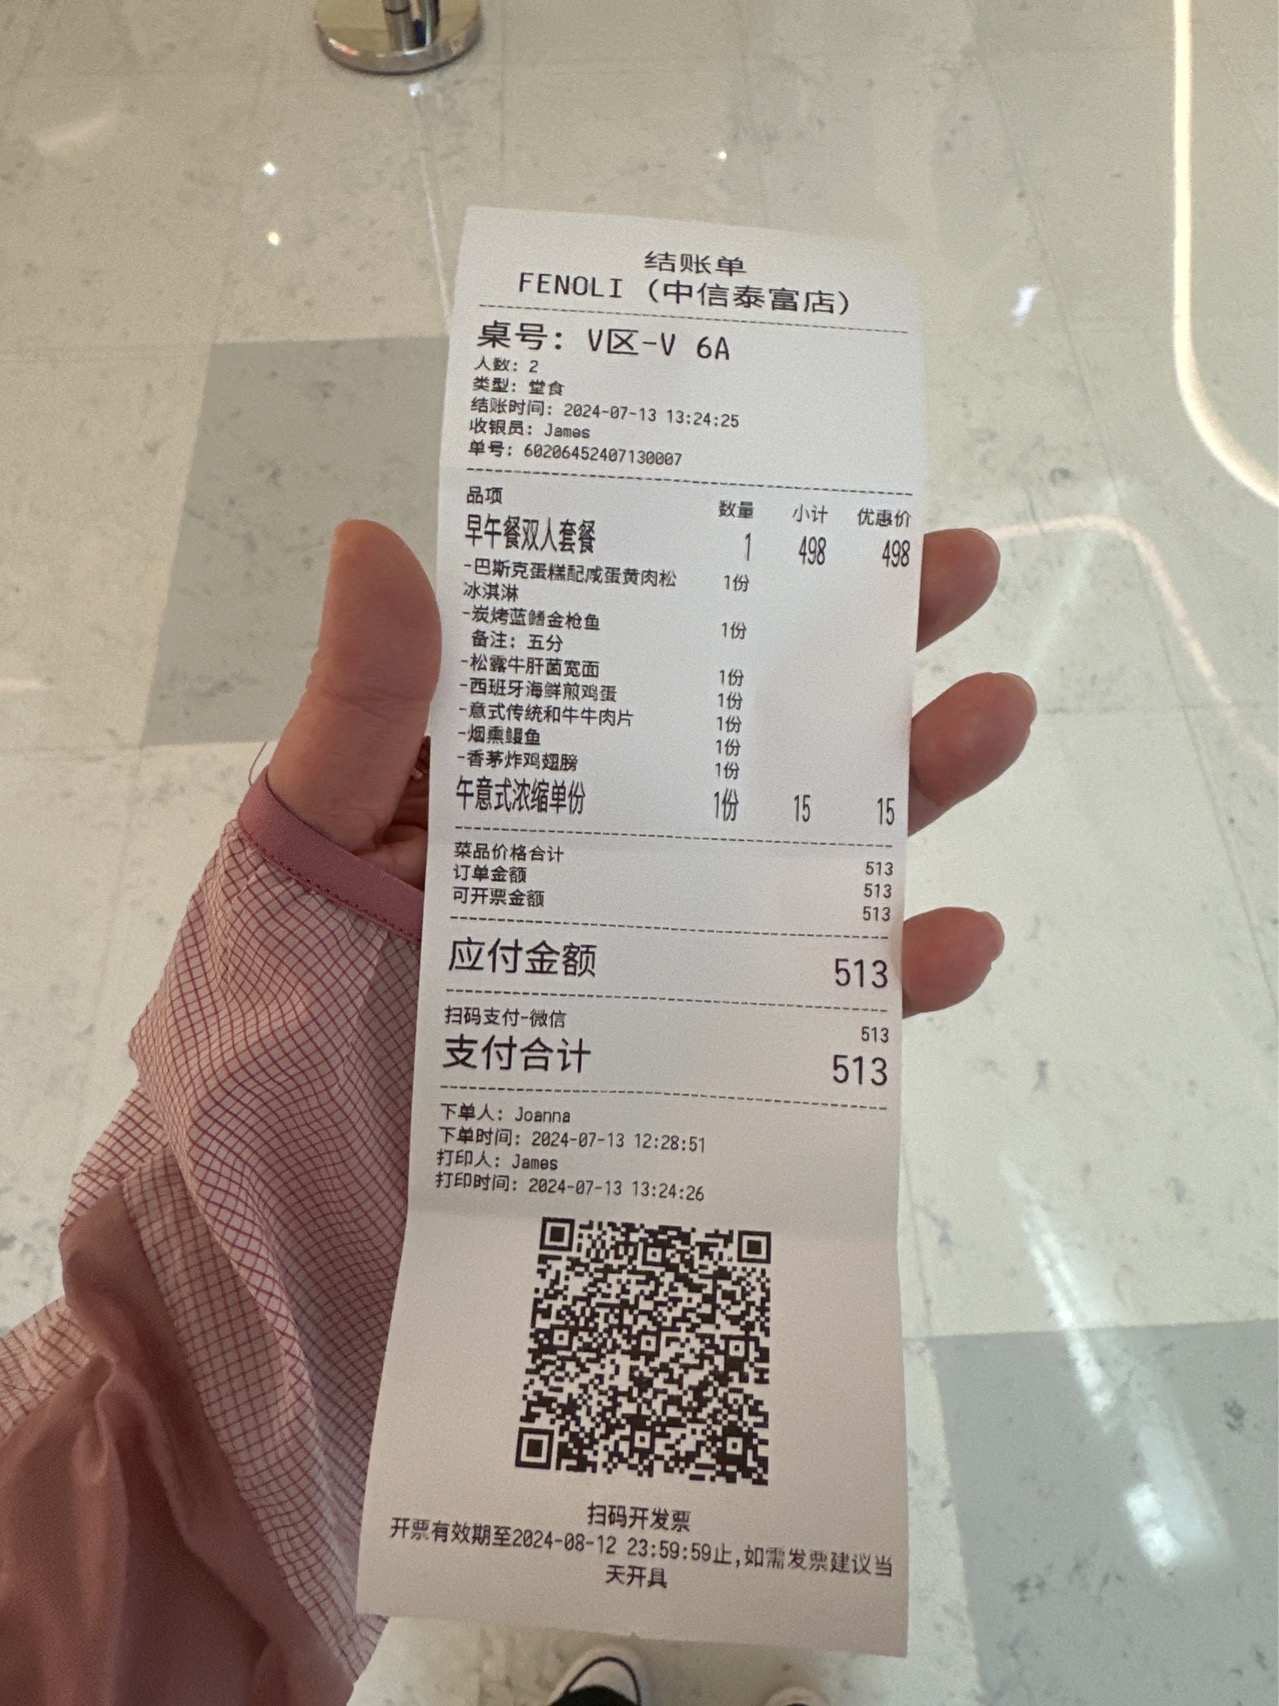 结账单
FENOLI（中信泰富店）
桌号：V区-V 6A
人数：2
类型：堂食
结账时间：2024-07-13 13:24:25
收银员：James
单号：60206452407130007
品项 数量 小计 优惠价
早午餐双人套餐 1 498 498
-巴斯克蛋糕配咸蛋黄肉松 1份
冰淇淋
-炭烤蓝鳍金枪鱼 1份
备注：五分
-松露牛肝菌宽面 1份
-西班牙海鲜煎鸡蛋 1份
-意式传统和牛牛肉片 1份
-烟熏鳗鱼 1份
-香茅炸鸡翅膀 1份
午意式浓缩单份 1份 15 15
菜品价格合计 513
订单金额 513
可开票金额 513
应付金额 513
扫码支付-微信 513
支付合计 513
下单人：Joanna
下单时间：2024-07-13 12:28:51
打印人：James
打印时间：2024-07-13 13:24:26
扫码开发票
开票有效期至2024-08-12 23:59:59止,如需发票建议当
天开具